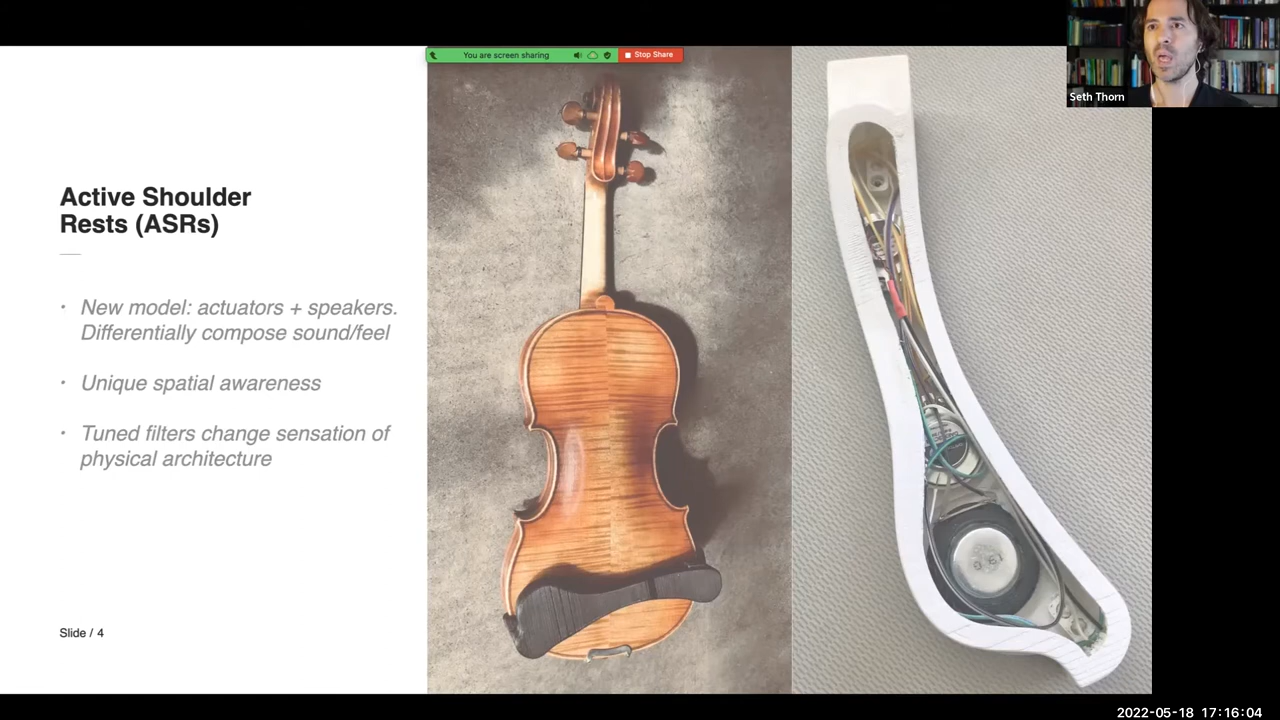 You are screen sharing
Stop Share
Seth Thorn
Active Shoulder
Rests (ASRs)
• New model: actuators + speakers.
Differentially compose sound/feel
• Unique spatial awareness
• Tuned filters change sensation of
physical architecture
Slide / 4
2022-05-18 17:16:04